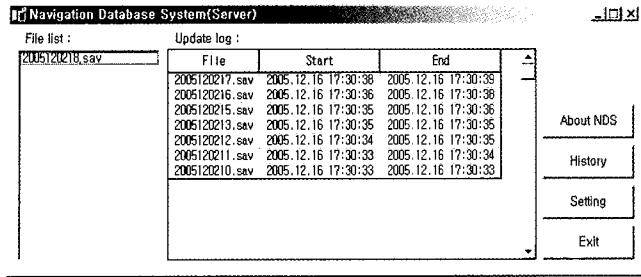 Navigation Database System(Server)
File list :
2005120218.sav
Update log :
File Start End
2005120217.sav 2005.12.16 17:30:38 2005.12.16 17:30:39
2005120216.sav 2005.12.16 17:30:36 2005.12.16 17:30:38
2005120215.sav 2005.12.16 17:30:35 2005.12.16 17:30:36
2005120213.sav 2005.12.16 17:30:35 2005.12.16 17:30:35
2005120212.sav 2005.12.16 17:30:34 2005.12.16 17:30:35
2005120211.sav 2005.12.16 17:30:33 2005.12.16 17:30:34
2005120210.sav 2005.12.16 17:30:33 2005.12.16 17:30:33
About NDS
History
Setting
Exit